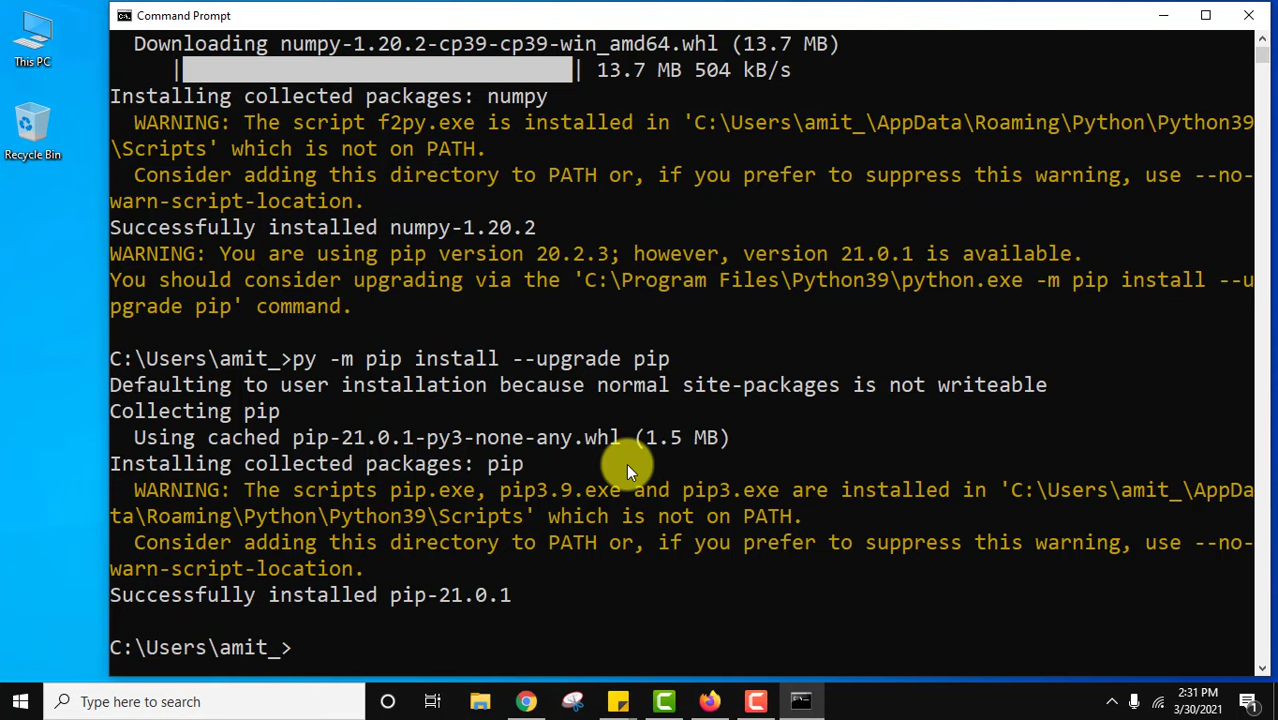 This PC
Recycle Bin
Command Prompt
Downloading numpy-1.20.2-cp39-cp39-win_amd64.whl (13.7 MB)
|████████████████████████████████| 13.7 MB 504 kB/s
Installing collected packages: numpy
WARNING: The script f2py.exe is installed in 'C:\Users\amit_\AppData\Roaming\Python\Python39
\Scripts' which is not on PATH.
Consider adding this directory to PATH or, if you prefer to suppress this warning, use --no-
warn-script-location.
Successfully installed numpy-1.20.2
WARNING: You are using pip version 20.2.3; however, version 21.0.1 is available.
You should consider upgrading via the 'C:\Program Files\Python39\python.exe -m pip install --u
pgrade pip' command.
C:\Users\amit_>py -m pip install --upgrade pip
Defaulting to user installation because normal site-packages is not writeable
Collecting pip
Using cached pip-21.0.1-py3-none-any.whl (1.5 MB)
Installing collected packages: pip
WARNING: The scripts pip.exe, pip3.9.exe and pip3.exe are installed in 'C:\Users\amit_\AppDa
ta\Roaming\Python\Python39\Scripts' which is not on PATH.
Consider adding this directory to PATH or, if you prefer to suppress this warning, use --no-
warn-script-location.
Successfully installed pip-21.0.1
C:\Users\amit_>
Type here to search
2:31 PM
3/30/2021
1